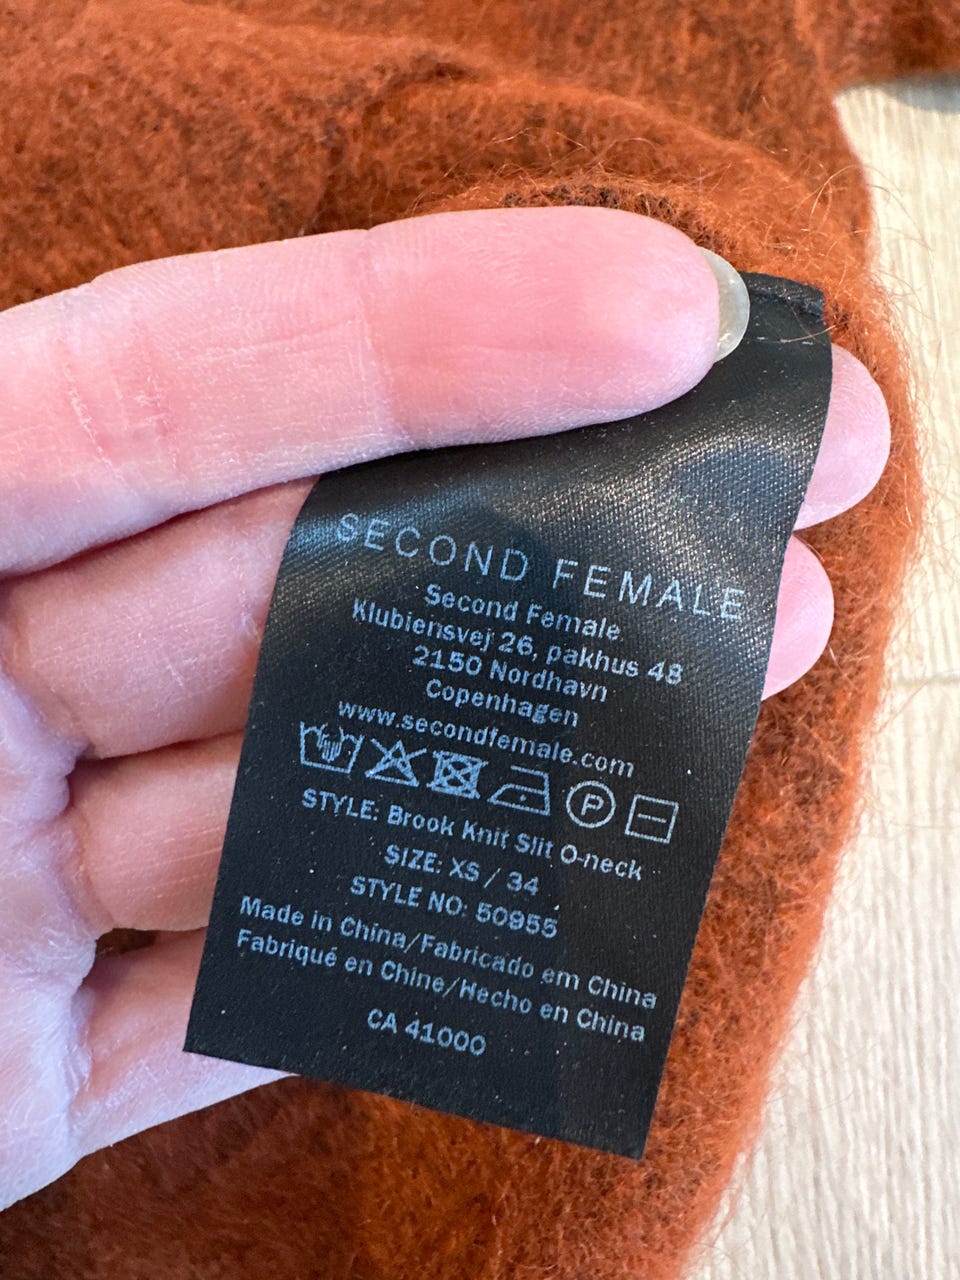 SECOND FEMALE
Second Female
Klubiensvej 26, pakhus 48
2150 Nordhavn
Copenhagen
www.secondfemale.com
P
STYLE: Brook Knit Slit O-neck
SIZE: XS / 34
STYLE NO: 50955
Made in China/Fabricado em China
Fabriqué en Chine/Hecho en China
CA 41000